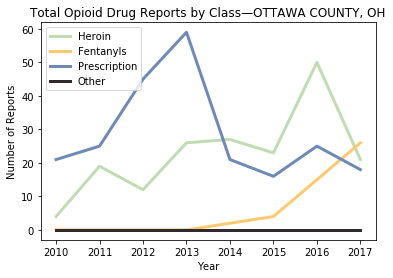 Total Opioid Drug Reports by Class—OTTAWA COUNTY, OH
Heroin
Fentanyls
Prescription
Other
Number of Reports
60
50
40
30
20
10
0
2010 2011 2012 2013 2014 2015 2016 2017
Year